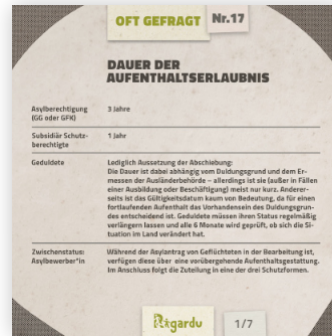 OFT GEFRAGT Nr.17
DAUER DER
AUFENTHALTSERLAUBNIS
Asylberechtigung 3 Jahre
(GG oder GFK)
Subsidiär Schutz- 1 Jahr
berechtigte
Geduldete Lediglich Aussetzung der Abschiebung:
Die Dauer ist dabei abhängig vom Duldungsgrund und dem Er-
messen der Ausländerbehörde – allerdings ist sie (außer in Fällen
einer Ausbildung oder Beschäftigung) meist nur kurz. Anderer-
seits ist das Gültigkeitsdatum kaum von Bedeutung, da für einen
fortlaufenden Aufenthalt das Vorhandensein des Duldungsgrun-
des entscheidend ist. Geduldete müssen ihren Status regelmäßig
verlängern lassen und alle 6 Monate wird geprüft, ob sich die Si-
tuation im Land verändert hat.
Zwischenstatus: Während der Asylantrag von Geflüchteten in der Bearbeitung ist,
Asylbewerber*in verfügen diese über eine vorübergehende Aufenthaltsgestattung.
Im Anschluss folgt die Zuteilung in eine der drei Schutzformen.
Rigardu 1/7